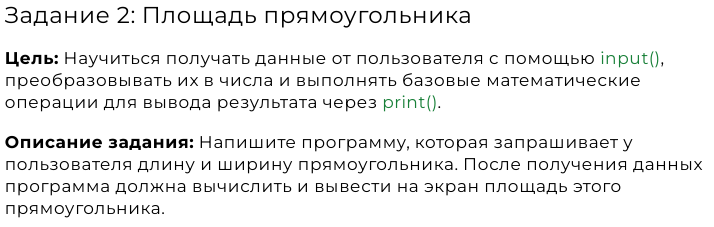 Задание 2: Площадь прямоугольника
Цель: Научиться получать данные от пользователя с помощью input(),
преобразовывать их в числа и выполнять базовые математические
операции для вывода результата через print().
Описание задания: Напишите программу, которая запрашивает у
пользователя длину и ширину прямоугольника. После получения данных
программа должна вычислить и вывести на экран площадь этого
прямоугольника.